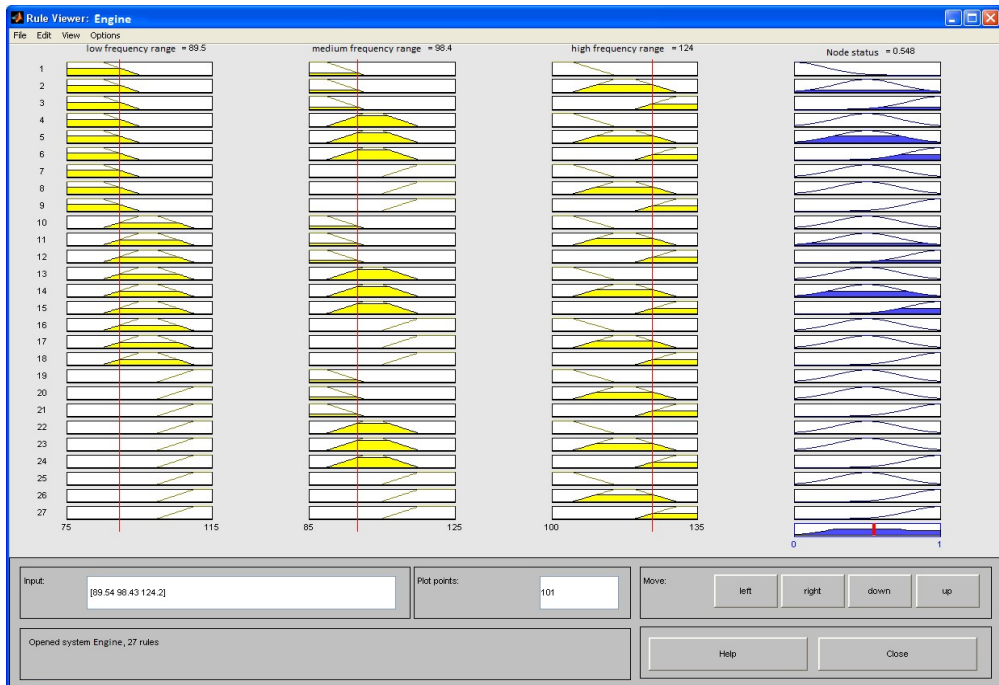 Rule Viewer: Engine
File Edit View Options
low frequency range = 89.5
medium frequency range = 98.4
high frequency range = 124
Node status = 0.548
1
2
3
4
5
6
7
8
9
10
11
12
13
14
15
16
17
18
19
20
21
22
23
24
25
26
27
75 115
85 125
100 135
0 1
Input:
[89.54 98.43 124.2]
Plot points:
101
Move:
left
right
down
up
Opened system Engine, 27 rules
Help
Close